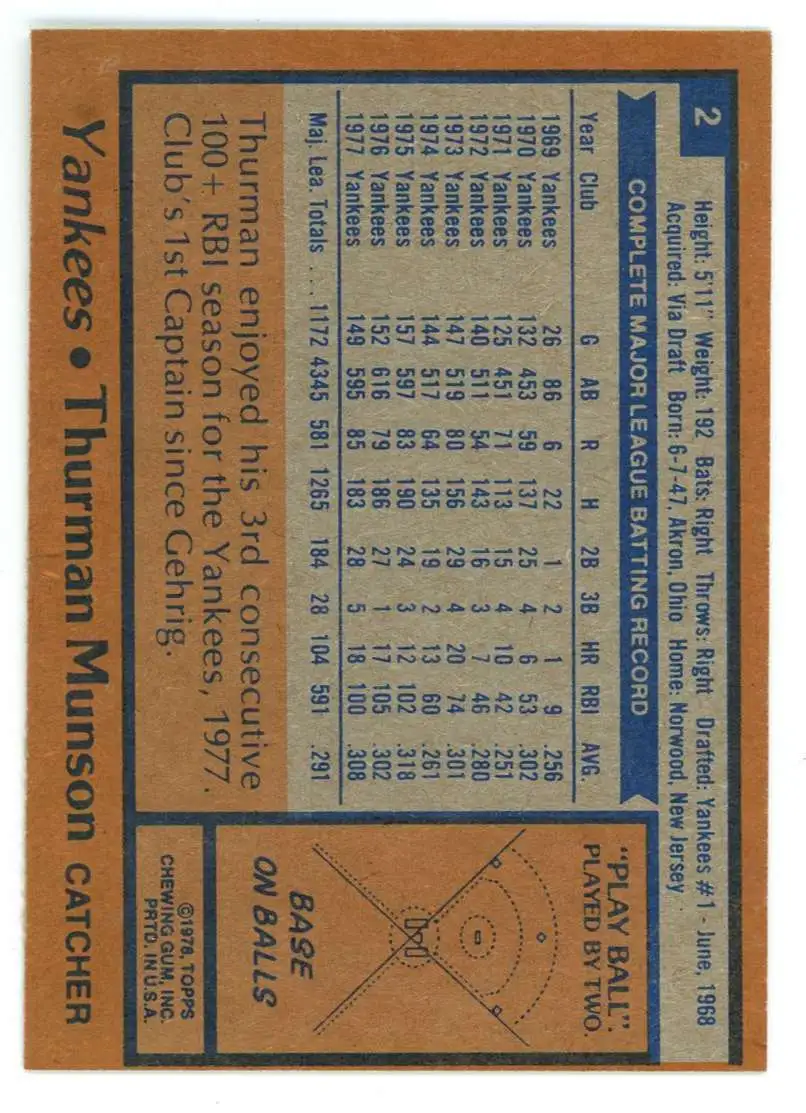 2
Height: 5'11" Weight: 192 Bats: Right Throws: Right Drafted: Yankees #1 - June, 1968
Acquired: Via Draft Born: 6-7-47, Akron, Ohio Home: Norwood, New Jersey
COMPLETE MAJOR LEAGUE BATTING RECORD
Year Club G AB R H 2B 3B HR RBI AVG.
1969 Yankees 26 86 6 22 1 2 1 9 .256
1970 Yankees 132 453 59 137 25 4 6 53 .302
1971 Yankees 125 451 71 113 15 4 10 42 .251
1972 Yankees 140 511 54 143 16 3 7 46 .280
1973 Yankees 147 519 80 156 29 4 20 74 .301
1974 Yankees 144 517 64 135 19 2 13 60 .261
1975 Yankees 157 597 83 190 24 3 12 102 .318
1976 Yankees 152 616 79 186 27 1 17 105 .302
1977 Yankees 149 595 85 183 28 5 18 100 .308
Maj. Lea. Totals . . . 1172 4345 581 1265 184 28 104 591 .291
Thurman enjoyed his 3rd consecutive
100+ RBI season for the Yankees, 1977.
Club's 1st Captain since Gehrig.
"PLAY BALL".
PLAYED BY TWO.
BASE
ON BALLS
©1978, TOPPS
CHEWING GUM, INC.
PRTD. IN U.S.A.
Yankees • Thurman Munson CATCHER